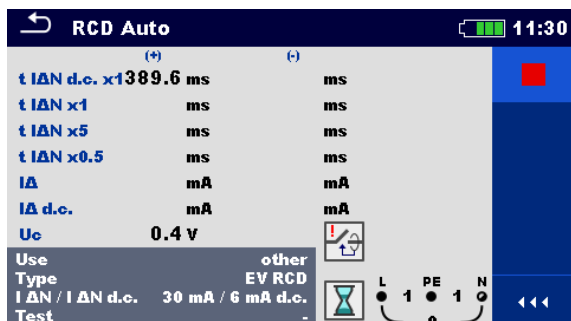 RCD Auto 11:30
(+) (-)
t IΔN d.c. x1 389.6 ms ms
t IΔN x1 ms ms
t IΔN x5 ms ms
t IΔN x0.5 ms ms
IΔ mA mA
IΔ d.c. mA mA
Uc 0.4 V
Use other
Type EV RCD
I ΔN / I ΔN d.c. 30 mA / 6 mA d.c.
Test -
L PE N
1 1